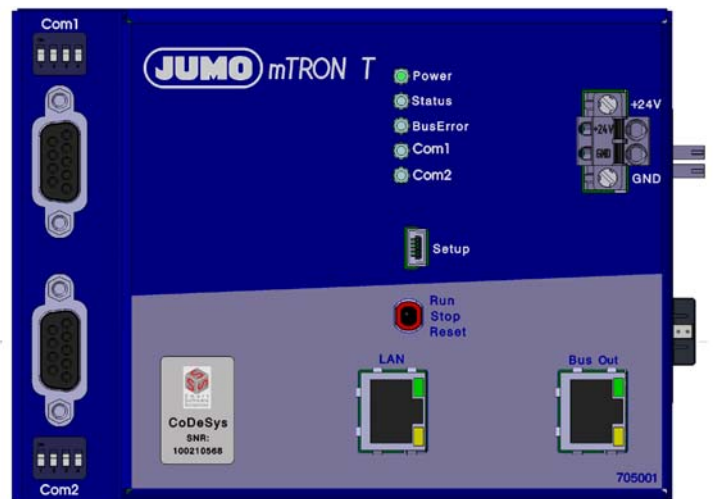 Com1
JUMO mTRON T
Power
Status
BusError
Com1
Com2
+24V
+24V
GND
GND
Setup
Run
Stop
Reset
LAN
Bus Out
CoDeSys
SNR:
100210568
705001
Com2